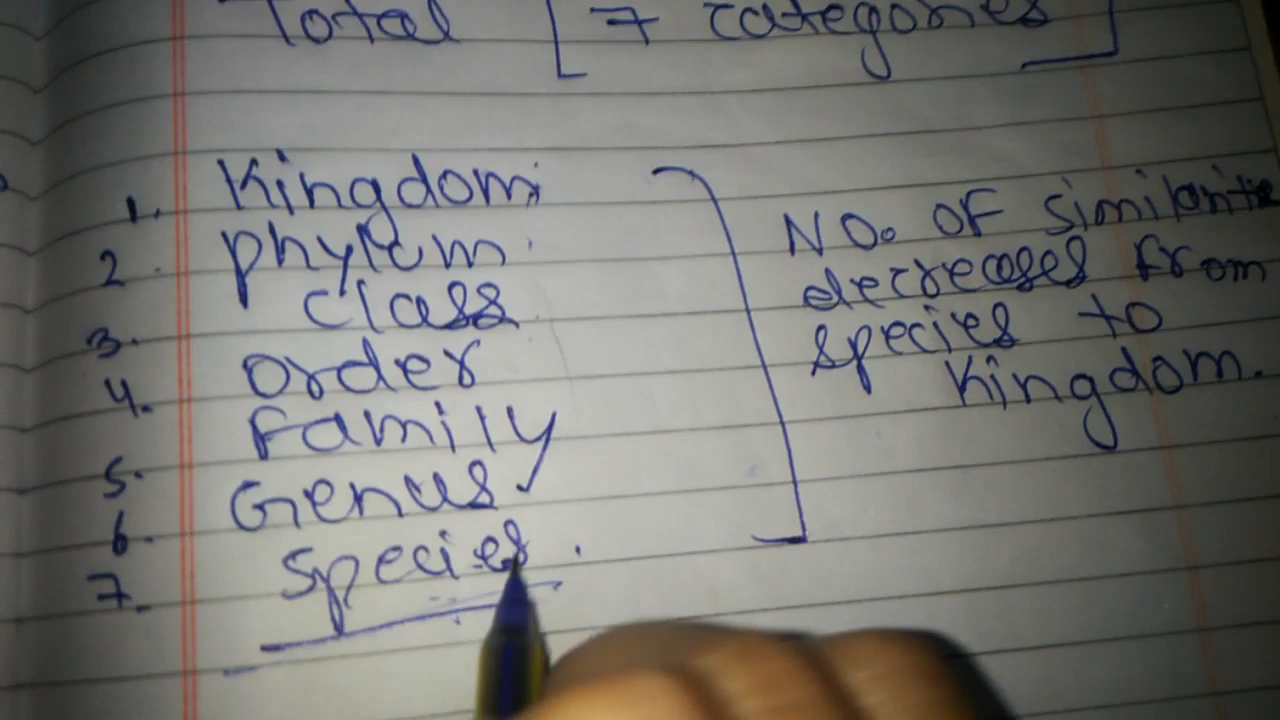 Total [7 categories]
1. Kingdom
2. phylum
3. class
4. order
5. Family
6. Genus
7. species.
NO. OF similarities
decreases from
species to
kingdom.